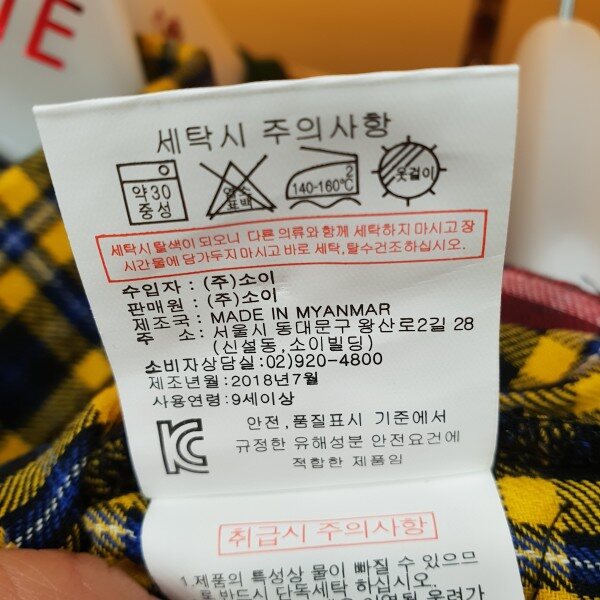 IE
세탁시 주의사항
약30
중성
염소
표백
2
140-160℃
옷걸이
세탁시 탈색이 되오니 다른 의류와 함께 세탁하지 마시고 장
시간 물에 담가두지 마시고 바로 세탁,탈수건조하십시오.
수입자 : (주)소이
판매원 : (주)소이
제조국 : MADE IN MYANMAR
주 소: 서울시 동대문구 왕산로2길 28
(신설동,소이빌딩)
소비자상담실:02)920-4800
제조년월:2018년7월
사용연령:9세이상
안전,품질표시 기준에서
규정한 유해성분 안전요건에
적합한 제품임
취급시 주의사항
1.제품의 특성상 물이 빠질 수 있으므
로 반드시 단독세탁 하십시오.